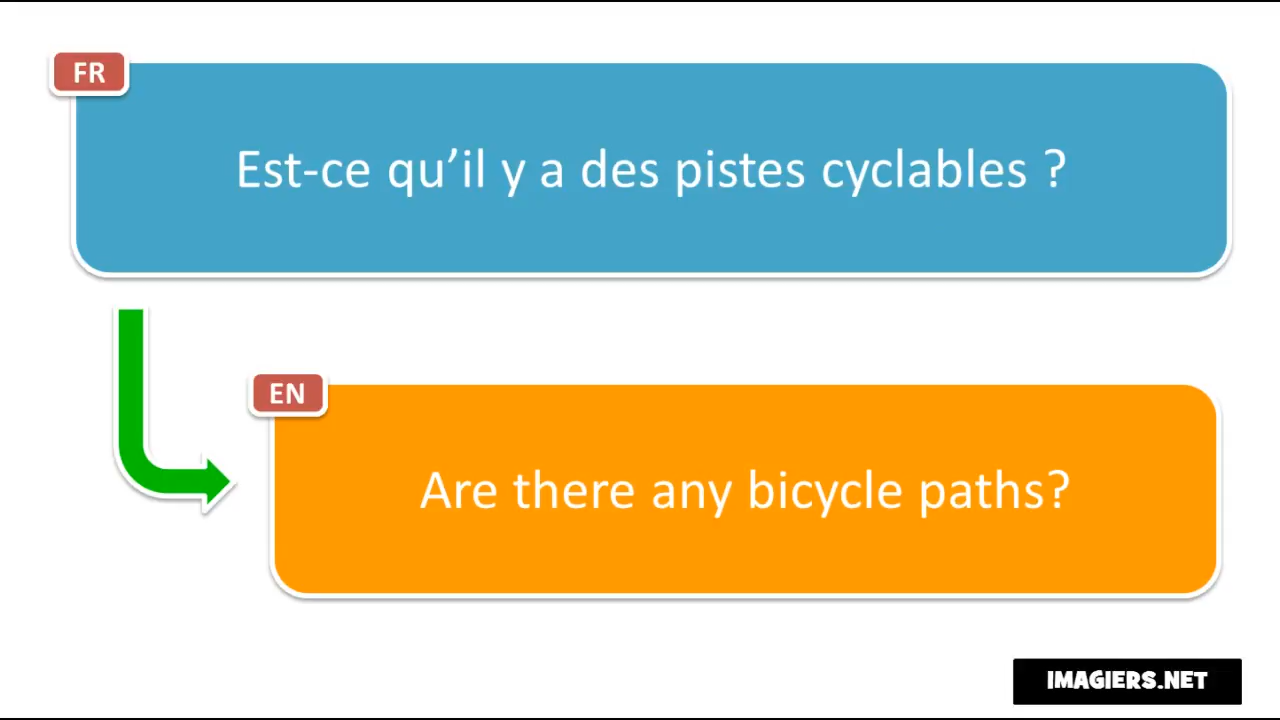 FR
Est-ce qu’il y a des pistes cyclables ?
EN
Are there any bicycle paths?
IMAGIERS.NET